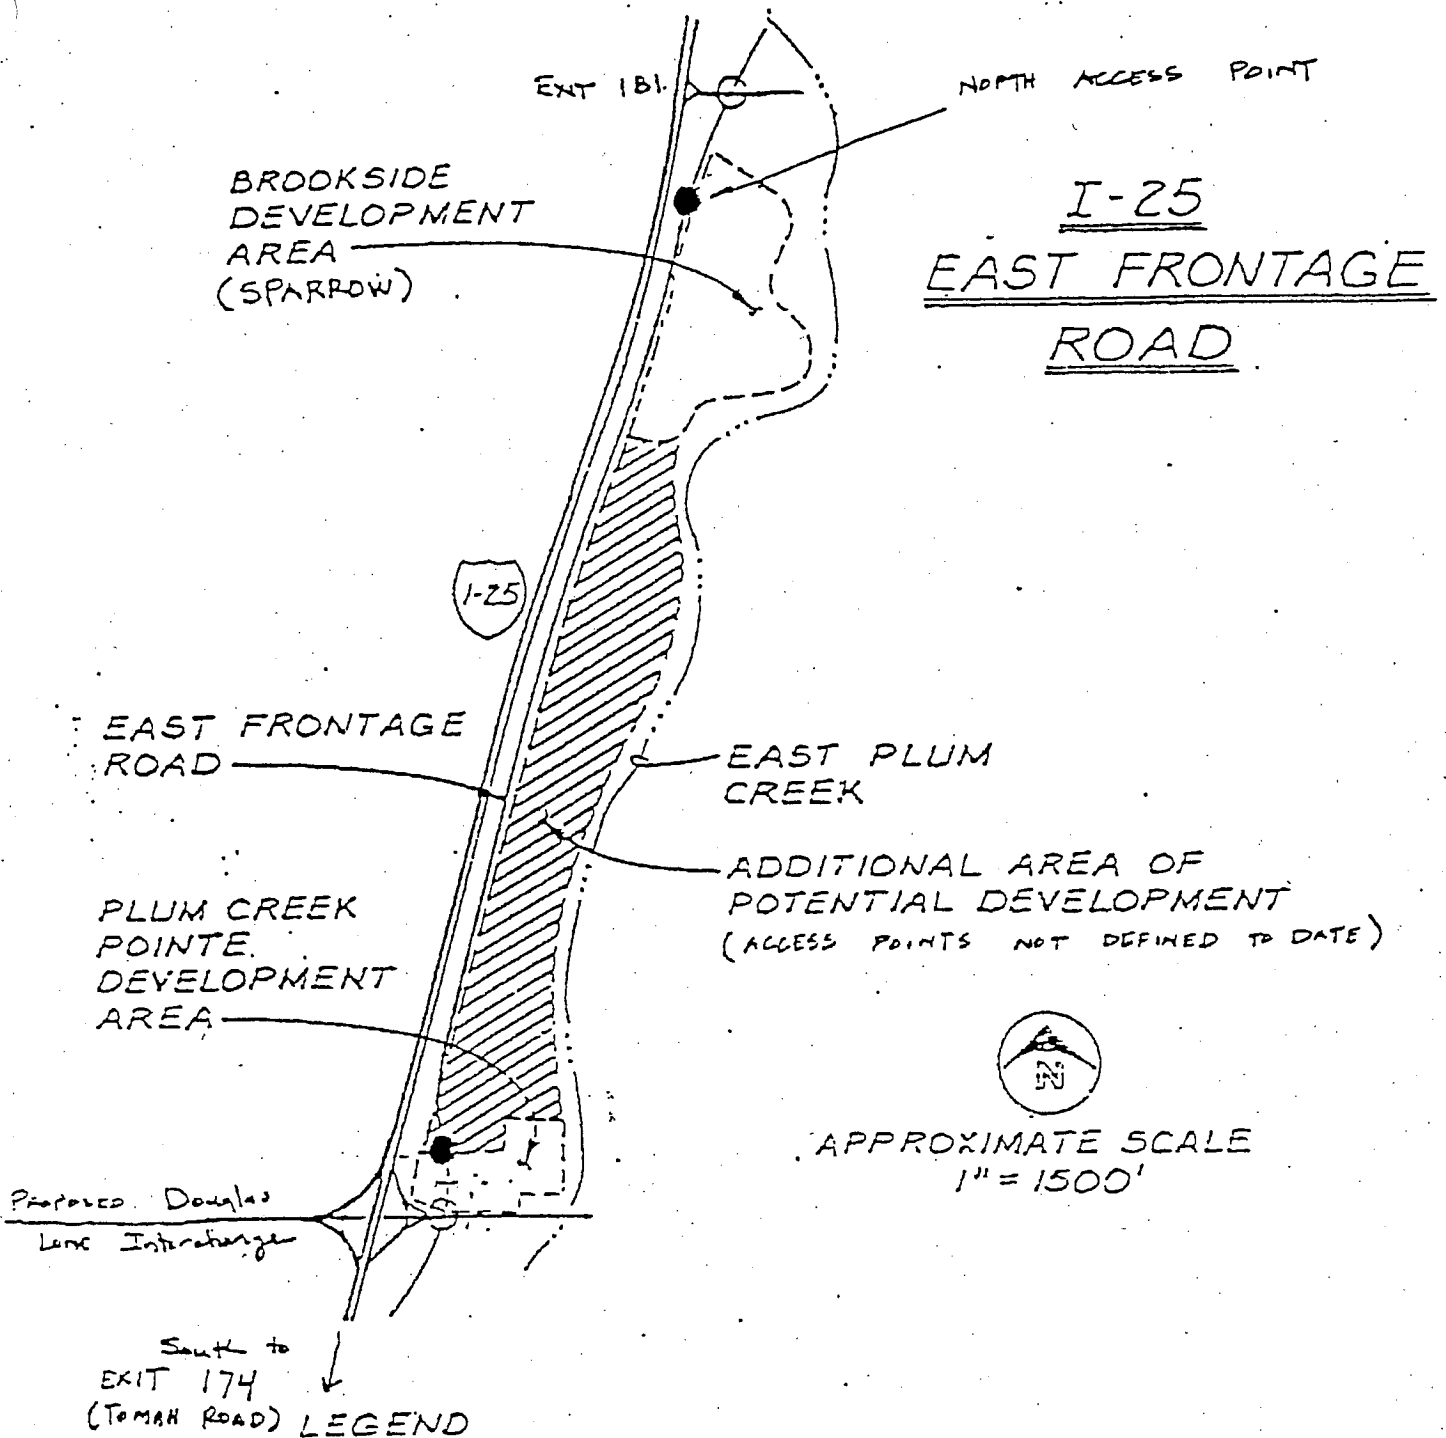 EXIT 181.
NORTH ACCESS POINT
I-25
EAST FRONTAGE
ROAD
BROOKSIDE
DEVELOPMENT
AREA
(SPARROW)
I-25
EAST FRONTAGE
ROAD
EAST PLUM
CREEK
ADDITIONAL AREA OF
POTENTIAL DEVELOPMENT
(ACCESS POINTS NOT DEFINED TO DATE)
PLUM CREEK
POINTE
DEVELOPMENT
AREA
N
APPROXIMATE SCALE
1" = 1500'
PROPOSED Douglas
Lane Interchange
South to
EXIT 174
(TOMAH ROAD)
LEGEND